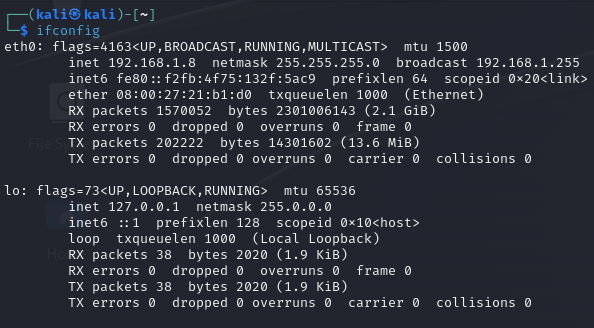 ┌──(kali㉿kali)-[~]
└─$ ifconfig
eth0: flags=4163<UP,BROADCAST,RUNNING,MULTICAST>  mtu 1500
        inet 192.168.1.8  netmask 255.255.255.0  broadcast 192.168.1.255
        inet6 fe80::f2fb:4f75:132f:5ac9  prefixlen 64  scopeid 0×20<link>
        ether 08:00:27:21:b1:d0  txqueuelen 1000  (Ethernet)
        RX packets 1570052  bytes 2301006143 (2.1 GiB)
        RX errors 0  dropped 0  overruns 0  frame 0
        TX packets 202222  bytes 14301602 (13.6 MiB)
        TX errors 0  dropped 0 overruns 0  carrier 0  collisions 0

lo: flags=73<UP,LOOPBACK,RUNNING>  mtu 65536
        inet 127.0.0.1  netmask 255.0.0.0
        inet6 ::1  prefixlen 128  scopeid 0×10<host>
        loop  txqueuelen 1000  (Local Loopback)
        RX packets 38  bytes 2020 (1.9 KiB)
        RX errors 0  dropped 0  overruns 0  frame 0
        TX packets 38  bytes 2020 (1.9 KiB)
        TX errors 0  dropped 0 overruns 0  carrier 0  collisions 0